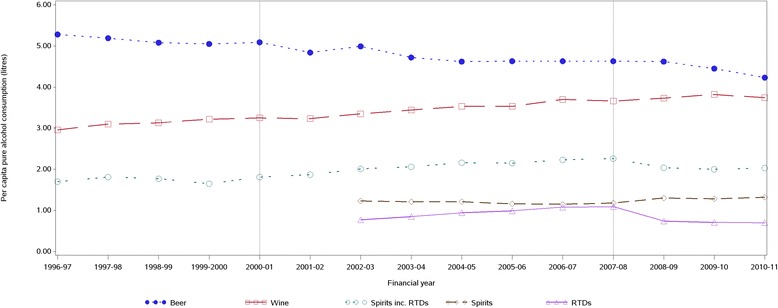 Per capita pure alcohol consumption (litres)
6.00
5.00
4.00
3.00
2.00
1.00
0.00
1996-97 1997-98 1998-99 1999-2000 2000-01 2001-02 2002-03 2003-04 2004-05 2005-06 2006-07 2007-08 2008-09 2009-10 2010-11
Financial year
Beer Wine Spirits inc. RTDs Spirits RTDs